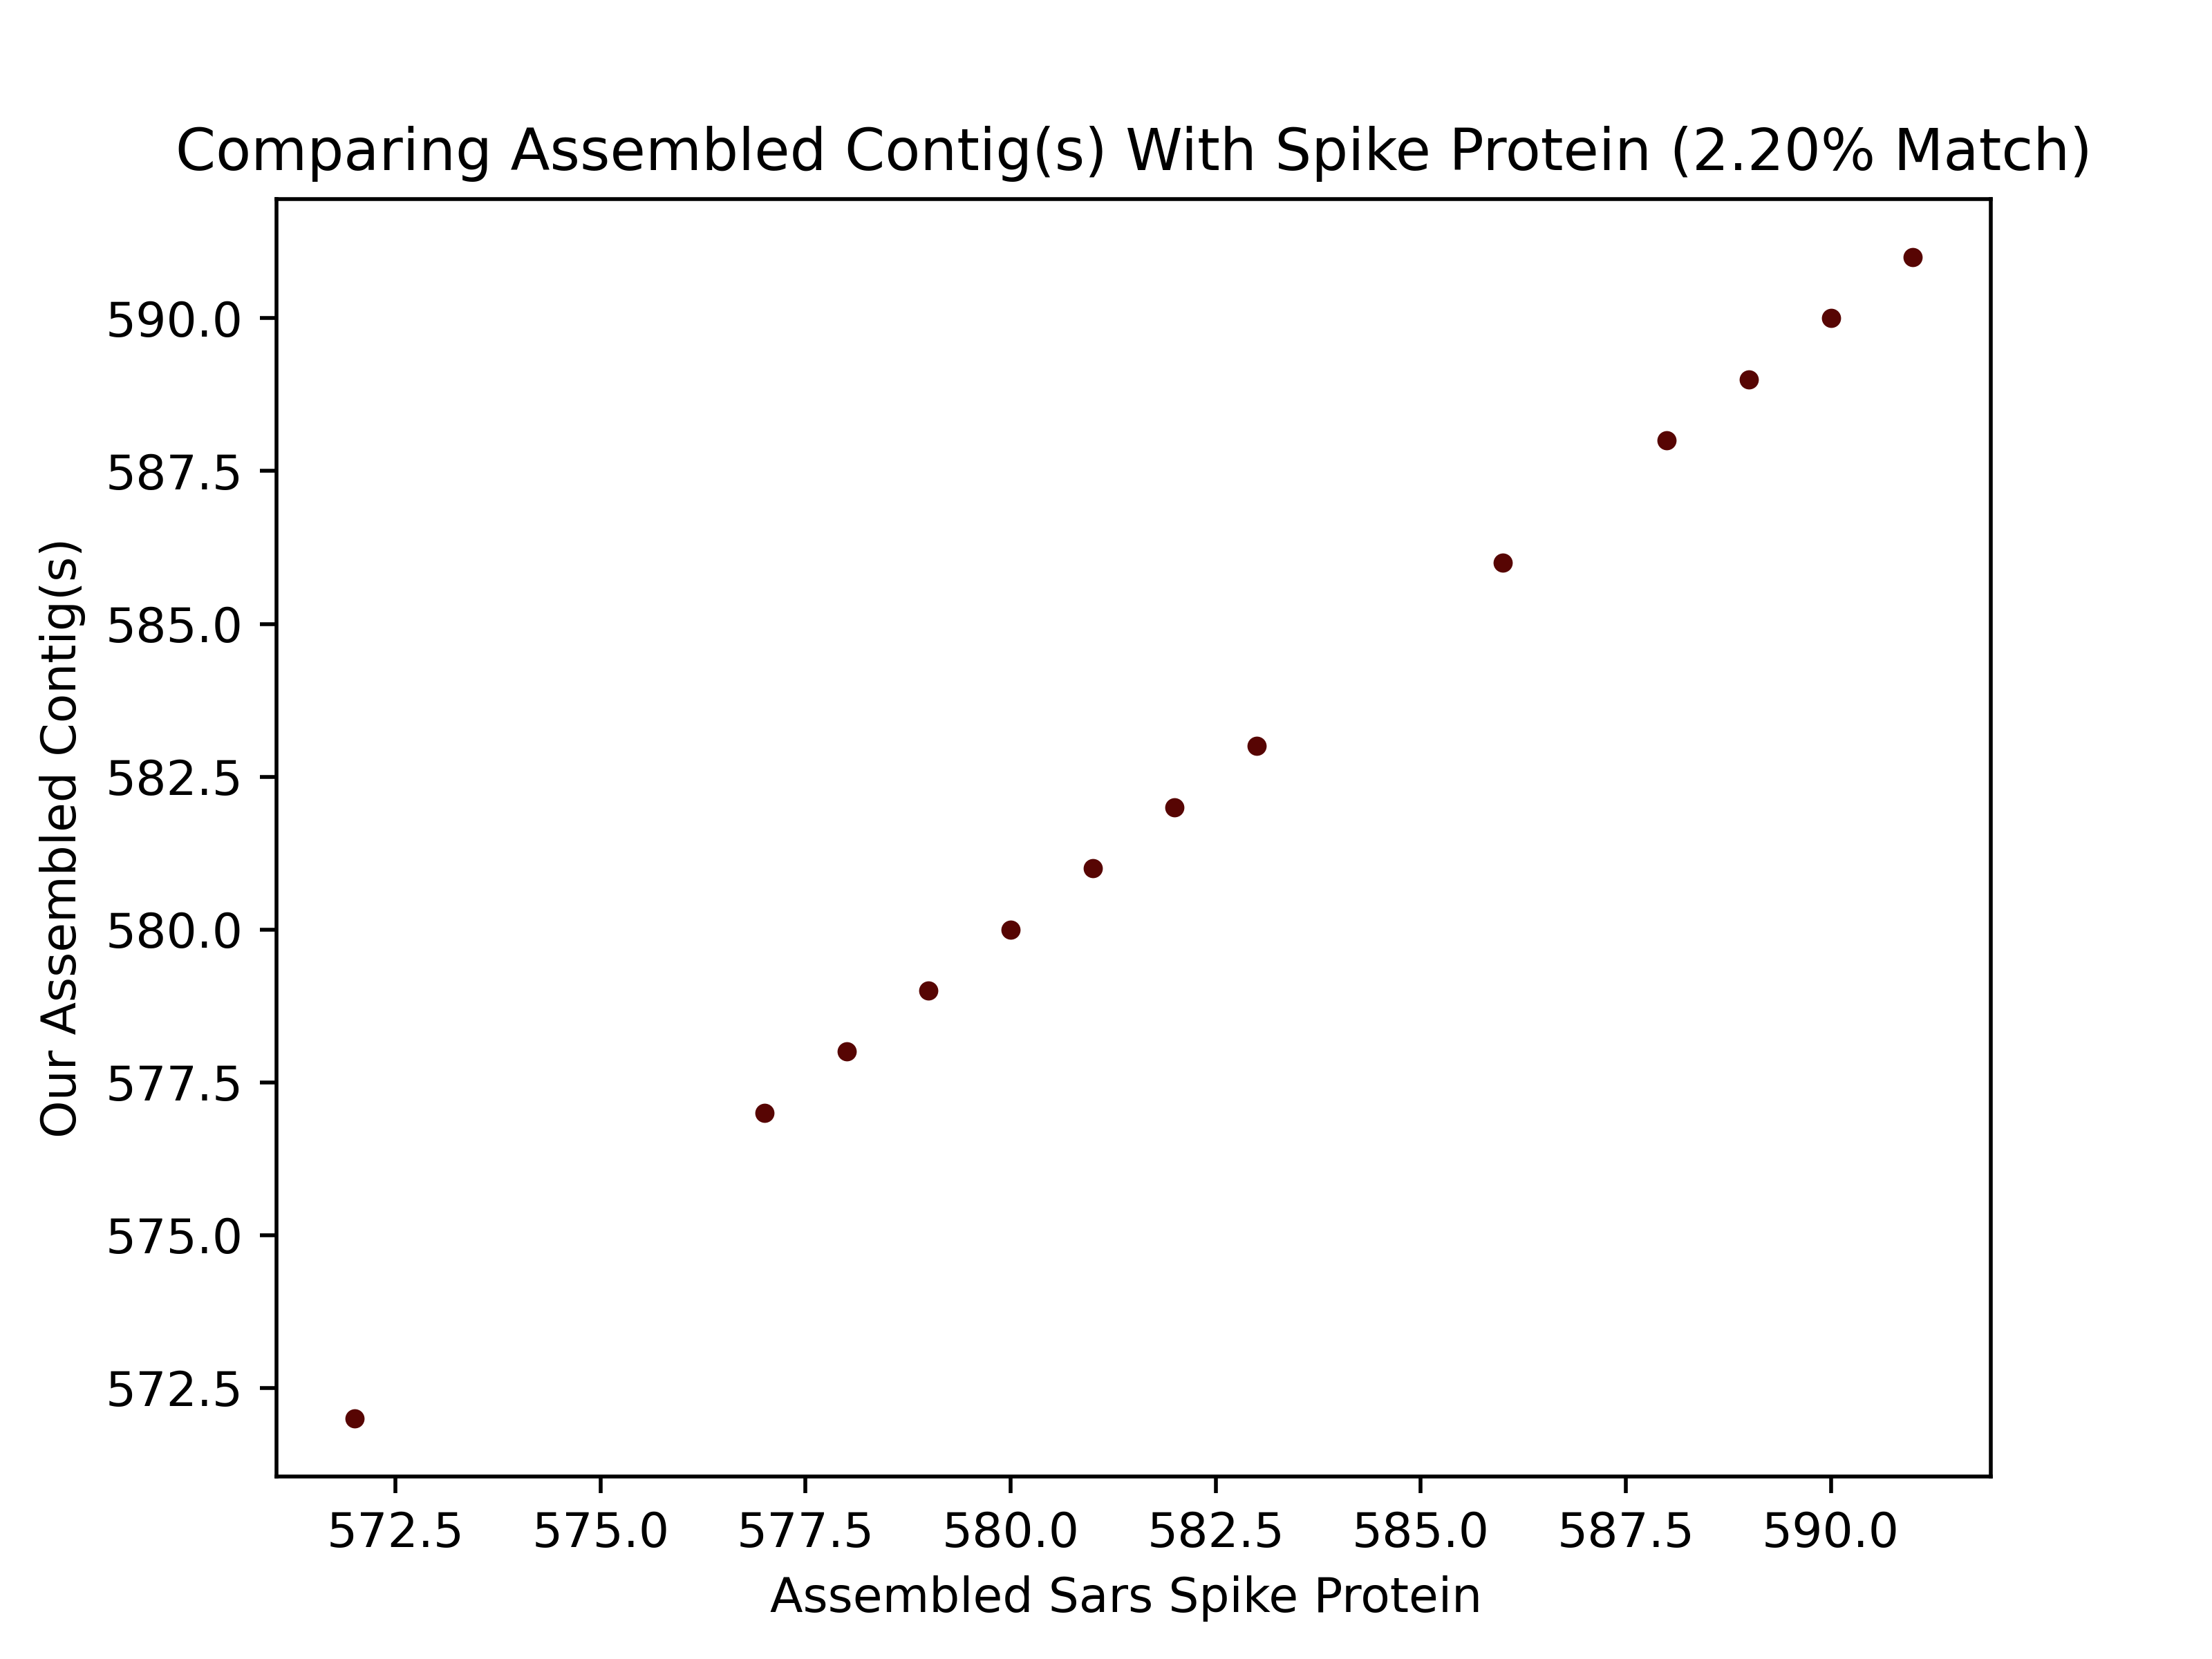 Comparing Assembled Contig(s) With Spike Protein (2.20% Match)
Our Assembled Contig(s)
590.0
587.5
585.0
582.5
580.0
577.5
575.0
572.5
572.5 575.0 577.5 580.0 582.5 585.0 587.5 590.0
Assembled Sars Spike Protein